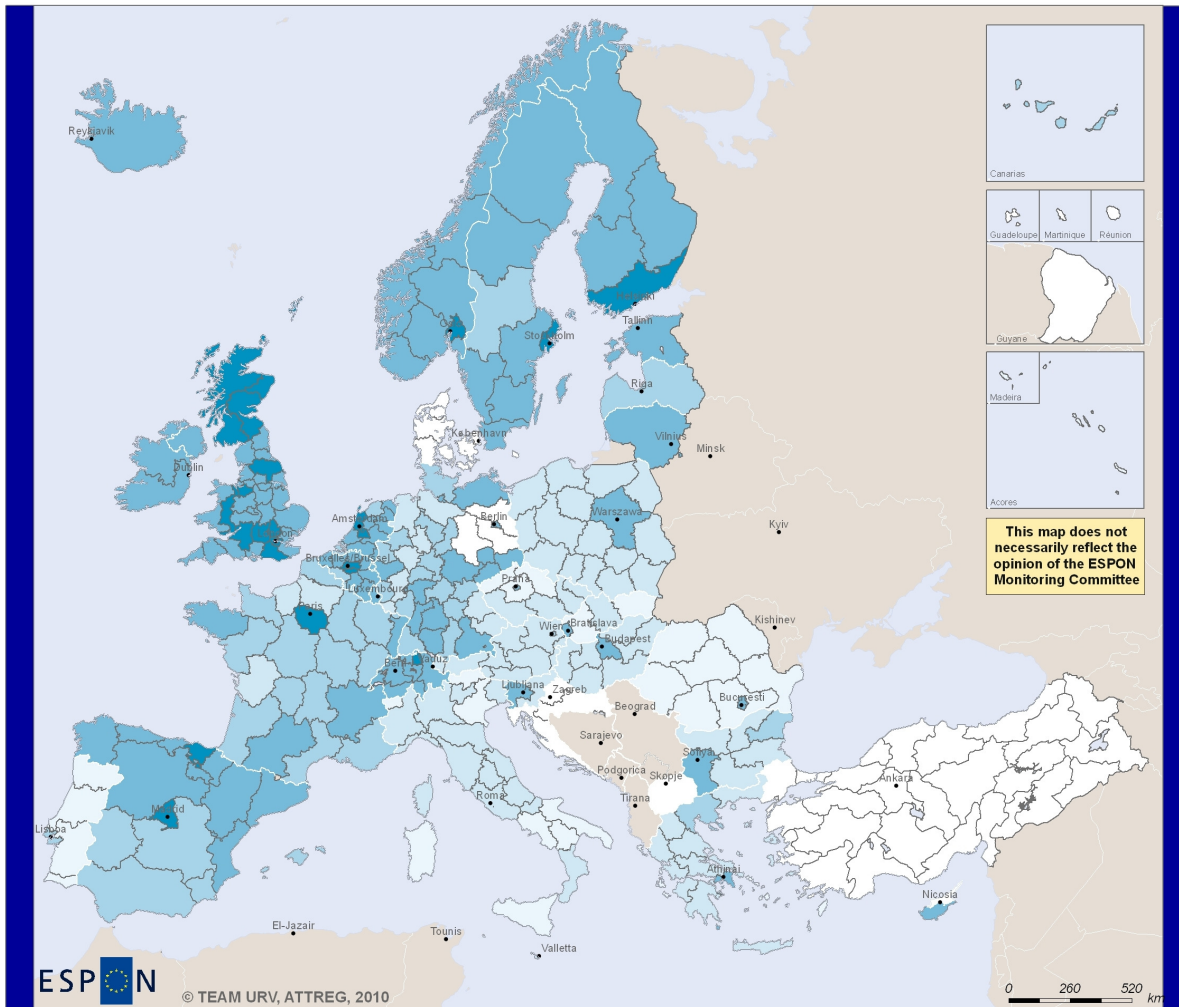 Reykjavik
Canarias
Guadeloupe
Martinique
Réunion
Guyane
Madeira
Acores
This map does not
necessarily reflect the
opinion of the ESPON
Monitoring Committee
Helsinki
Oslo
Tallinn
Stockholm
Riga
København
Vilnius
Minsk
Dublin
Berlin
Warszawa
Amsterdam
London
Kyiv
Bruxelles/Brussel
Luxembourg
Praha
Paris
Kishinev
Wien
Bratislava
Budapest
Bern
Vaduz
Ljubljana
Zagreb
Bucuresti
Beograd
Sarajevo
Sofiya
Podgorica
Skopje
Ankara
Roma
Tirana
Madrid
Lisboa
Athinai
Nicosia
El-Jazair
Tounis
Valletta
ESPON
© TEAM URV, ATTREG, 2010
0 260 520
km